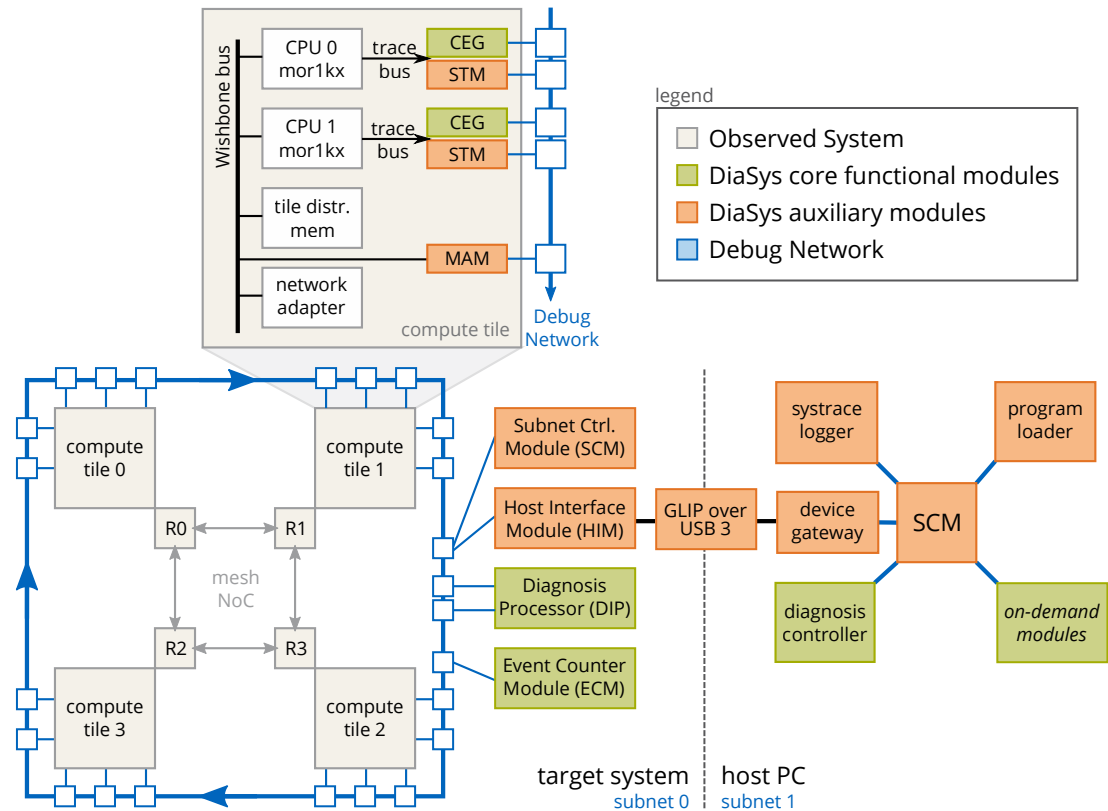 Wishbone bus
CPU 0
mor1kx
trace
bus
CEG
STM
CPU 1
mor1kx
trace
bus
CEG
STM
tile distr.
mem
MAM
network
adapter
compute tile
Debug
Network
legend
Observed System
DiaSys core functional modules
DiaSys auxiliary modules
Debug Network
compute
tile 0
compute
tile 1
R0
R1
mesh
NoC
R2
R3
compute
tile 3
compute
tile 2
Subnet Ctrl.
Module (SCM)
Host Interface
Module (HIM)
Diagnosis
Processor (DIP)
Event Counter
Module (ECM)
GLIP over
USB 3
systrace
logger
program
loader
device
gateway
SCM
diagnosis
controller
on-demand
modules
target system
subnet 0
host PC
subnet 1